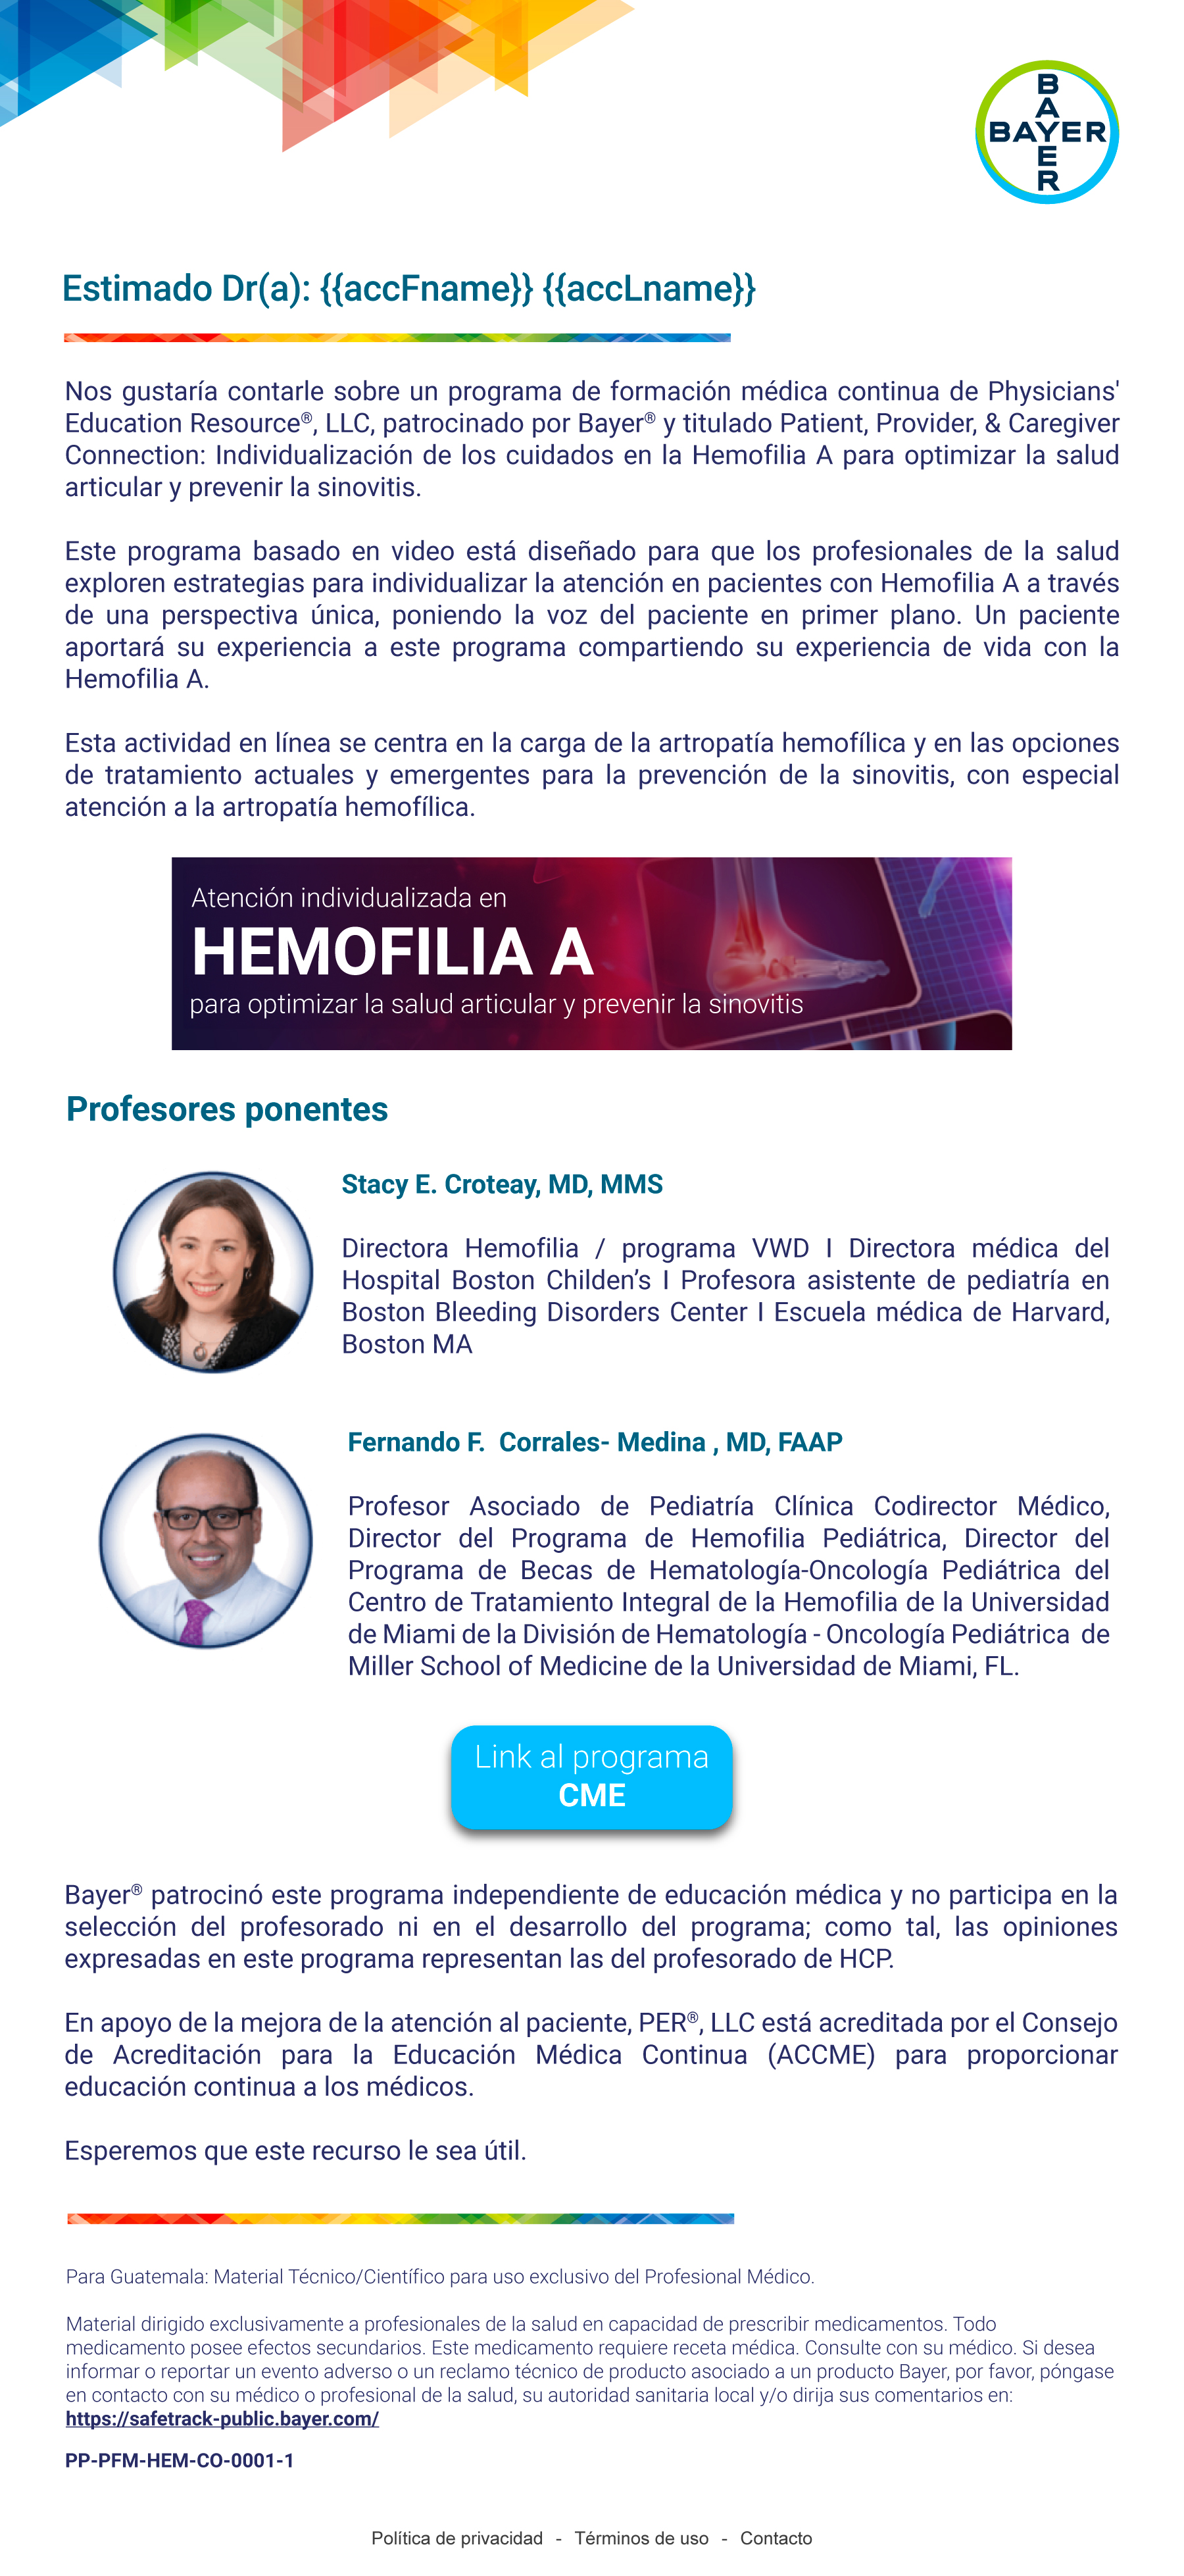 BAYER
BAYER
Estimado Dr(a): {{accFname}} {{accLname}}
Nos gustaría contarle sobre un programa de formación médica continua de Physicians'
Education Resource®, LLC, patrocinado por Bayer® y titulado Patient, Provider, & Caregiver
Connection: Individualización de los cuidados en la Hemofilia A para optimizar la salud
articular y prevenir la sinovitis.
Este programa basado en video está diseñado para que los profesionales de la salud
exploren estrategias para individualizar la atención en pacientes con Hemofilia A a través
de una perspectiva única, poniendo la voz del paciente en primer plano. Un paciente
aportará su experiencia a este programa compartiendo su experiencia de vida con la
Hemofilia A.
Esta actividad en línea se centra en la carga de la artropatía hemofílica y en las opciones
de tratamiento actuales y emergentes para la prevención de la sinovitis, con especial
atención a la artropatía hemofílica.
Atención individualizada en
HEMOFILIA A
para optimizar la salud articular y prevenir la sinovitis
Profesores ponentes
Stacy E. Croteay, MD, MMS
Directora Hemofilia / programa VWD I Directora médica del
Hospital Boston Childen’s I Profesora asistente de pediatría en
Boston Bleeding Disorders Center I Escuela médica de Harvard,
Boston MA
Fernando F. Corrales- Medina , MD, FAAP
Profesor Asociado de Pediatría Clínica Codirector Médico,
Director del Programa de Hemofilia Pediátrica, Director del
Programa de Becas de Hematología-Oncología Pediátrica del
Centro de Tratamiento Integral de la Hemofilia de la Universidad
de Miami de la División de Hematología - Oncología Pediátrica de
Miller School of Medicine de la Universidad de Miami, FL.
Link al programa
CME
Bayer® patrocinó este programa independiente de educación médica y no participa en la
selección del profesorado ni en el desarrollo del programa; como tal, las opiniones
expresadas en este programa representan las del profesorado de HCP.
En apoyo de la mejora de la atención al paciente, PER®, LLC está acreditada por el Consejo
de Acreditación para la Educación Médica Continua (ACCME) para proporcionar
educación continua a los médicos.
Esperemos que este recurso le sea útil.
Para Guatemala: Material Técnico/Científico para uso exclusivo del Profesional Médico.
Material dirigido exclusivamente a profesionales de la salud en capacidad de prescribir medicamentos. Todo
medicamento posee efectos secundarios. Este medicamento requiere receta médica. Consulte con su médico. Si desea
informar o reportar un evento adverso o un reclamo técnico de producto asociado a un producto Bayer, por favor, póngase
en contacto con su médico o profesional de la salud, su autoridad sanitaria local y/o dirija sus comentarios en:
https://safetrack-public.bayer.com/
PP-PFM-HEM-CO-0001-1
Política de privacidad - Términos de uso - Contacto